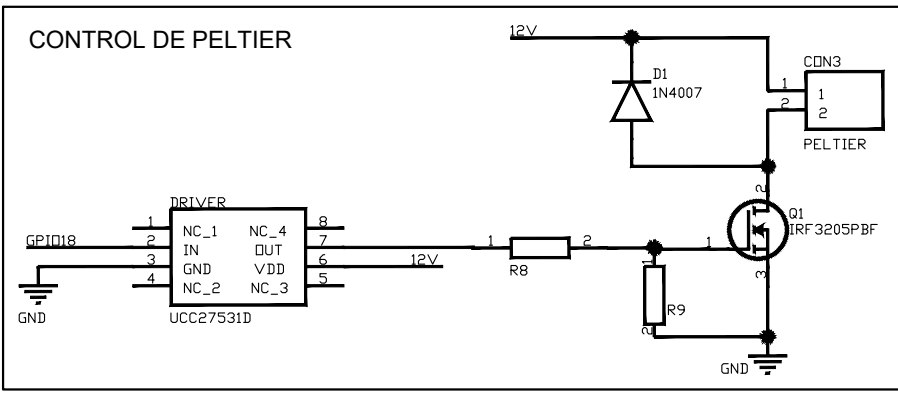 CONTROL DE PELTIER
12V
CON3
D1
1N4007
1 1
2 2
PELTIER
DRIVER
1 NC_1 NC_4 8
GPIO18 2 IN OUT 7
3 GND VDD 6 12V
4 NC_2 NC_3 5
UCC27531D
GND
1 2
R8
1
R9
2
2
Q1
IRF3205PBF
1
3
GND